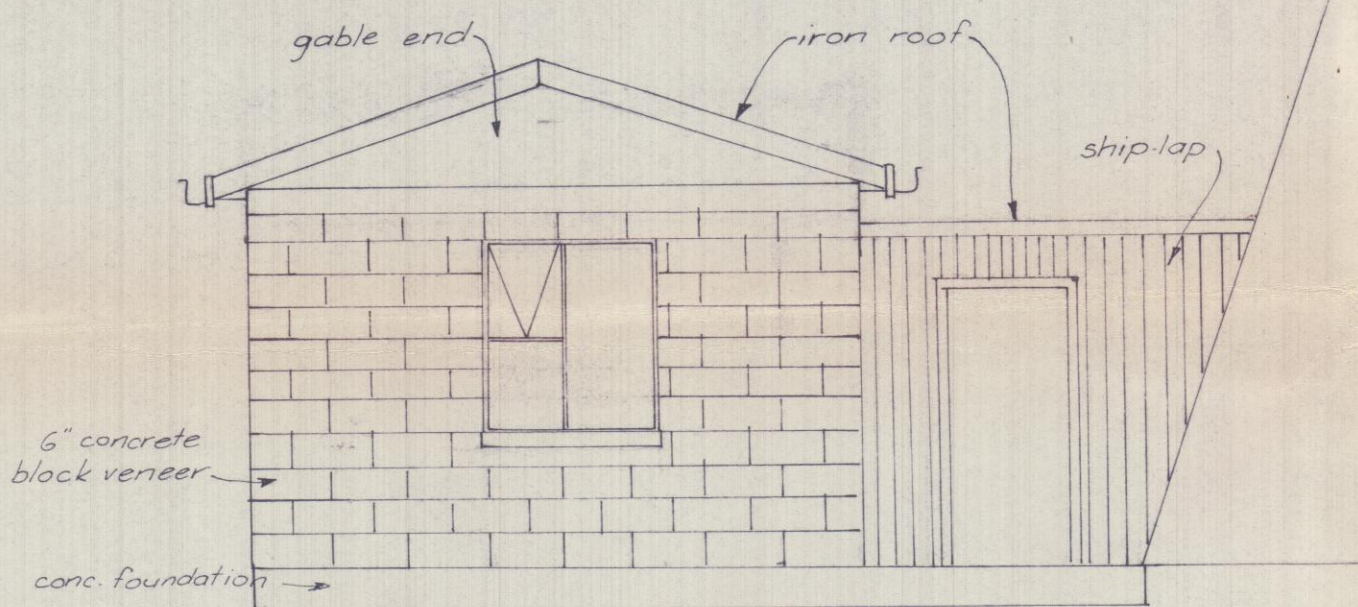 gable end
iron roof
ship-lap
6" concrete
block veneer
conc. foundation